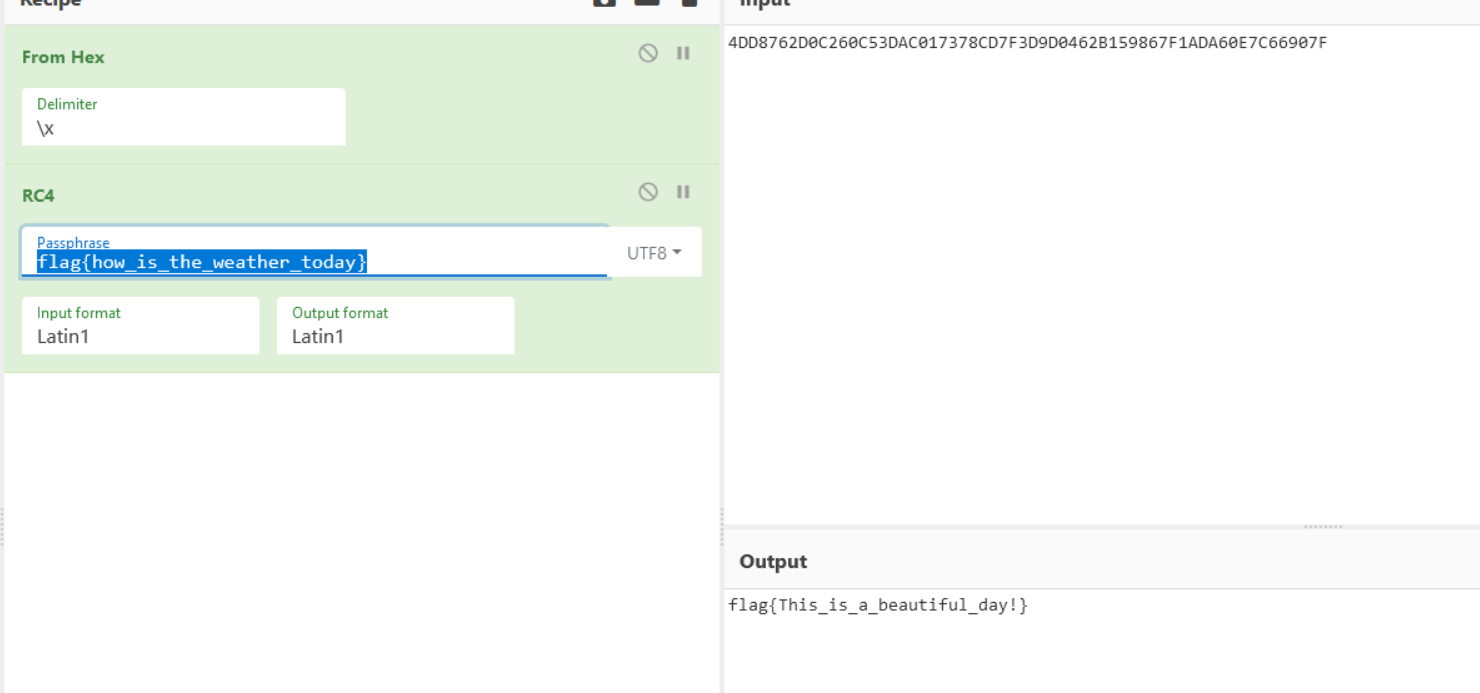 Recipe
From Hex
Delimiter
\x
RC4
Passphrase
flag{how_is_the_weather_today}
UTF8
Input format
Latin1
Output format
Latin1
Input
4DD8762D0C260C53DAC017378CD7F3D9D0462B159867F1ADA60E7C66907F
Output
flag{This_is_a_beautiful_day!}